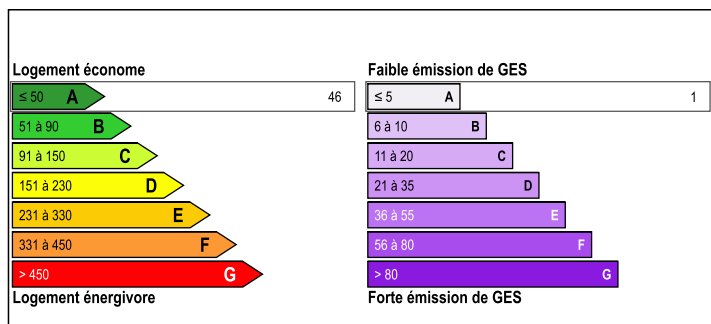 Logement économe
≤ 50 A 46
51 à 90 B
91 à 150 C
151 à 230 D
231 à 330 E
331 à 450 F
> 450 G
Logement énergivore
Faible émission de GES
≤ 5 A 1
6 à 10 B
11 à 20 C
21 à 35 D
36 à 55 E
56 à 80 F
> 80 G
Forte émission de GES